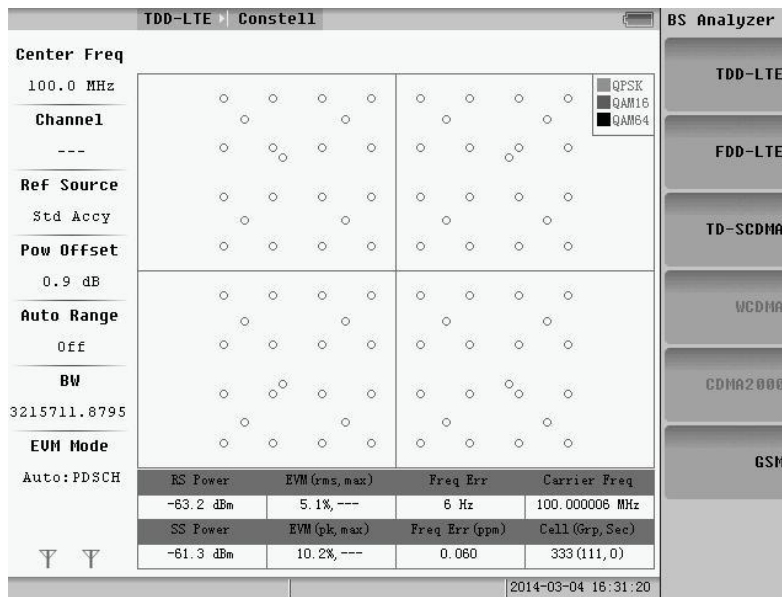 TDD-LTE Constell
BS Analyzer
Center Freq
100.0 MHz
Channel
---
Ref Source
Std Accy
Pow Offset
0.9 dB
Auto Range
Off
BW
3215711.8795
EVM Mode
Auto:PDSCH
QPSK
QAM16
QAM64
RS Power EVM(rms,max) Freq Err Carrier Freq
-63.2 dBm 5.1%,--- 6 Hz 100.000006 MHz
SS Power EVM(pk,max) Freq Err(ppm) Cell(Grp,Sec)
-61.3 dBm 10.2%,--- 0.060 333(111,0)
2014-03-04 16:31:20
TDD-LTE
FDD-LTE
TD-SCDMA
WCDMA
CDMA2000
GSM